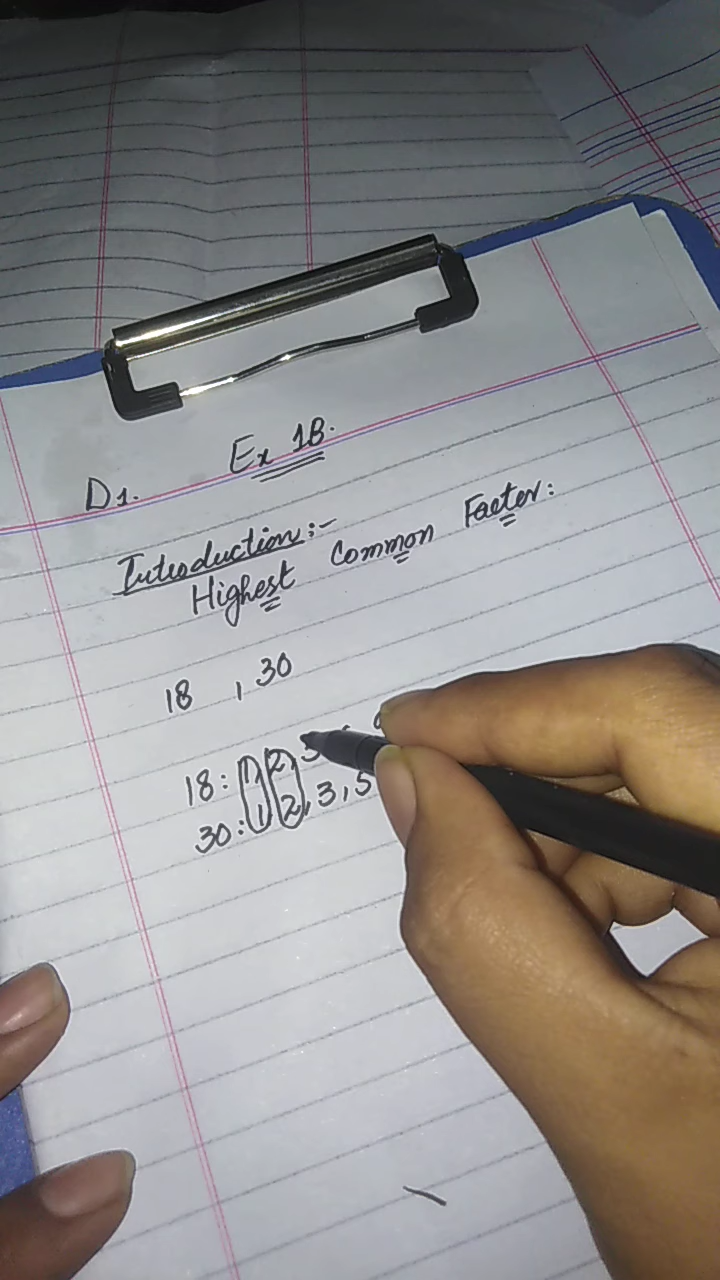 Ex 1B.
D1.
Introduction:-
Highest Common Factor:
18 , 30
18: 1, 2, 3
30: 1, 2, 3, 5